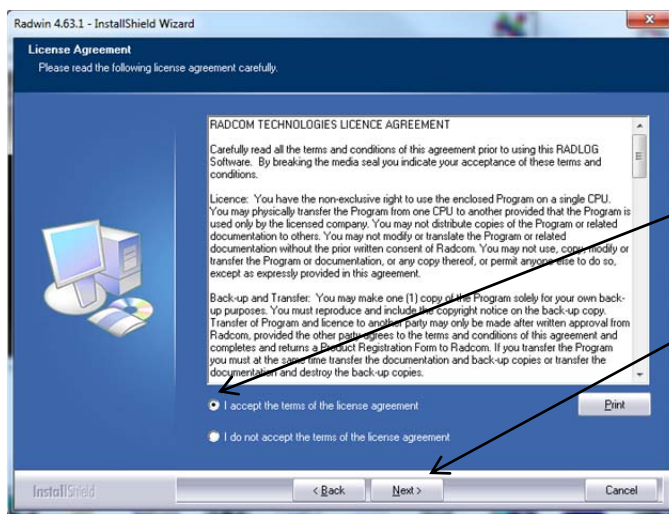 Radwin 4.63.1 - InstallShield Wizard
License Agreement
Please read the following license agreement carefully.
RADCOM TECHNOLOGIES LICENCE AGREEMENT
Carefully read all the terms and conditions of this agreement prior to using this RADLOG
Software. By breaking the media seal you indicate your acceptance of these terms and
conditions.
Licence: You have the non-exclusive right to use the enclosed Program on a single CPU.
You may physically transfer the Program from one CPU to another provided that the Program is
used only by the licensed company. You may not distribute copies of the Program or related
documentation to others. You may not modify or translate the Program or related
documentation without the prior written consent of Radcom. You may not use, copy, modify or
transfer the Program or documentation, or any copy thereof, or permit anyone else to do so,
except as expressly provided in this agreement.
Back-up and Transfer: You may make one (1) copy of the Program solely for your own back-
up purposes. You must reproduce and include the copyright notice on the back-up copy.
Transfer of Program and licence to another party may only be made after written approval from
Radcom, provided the other party agrees to the terms and conditions of this agreement and
completes and returns a Product Registration Form to Radcom. If you transfer the Program
you must at the same time transfer the documentation and back-up copies or transfer the
documentation and destroy the back-up copies.
I accept the terms of the license agreement
Print
I do not accept the terms of the license agreement
InstallShield
< Back
Next >
Cancel